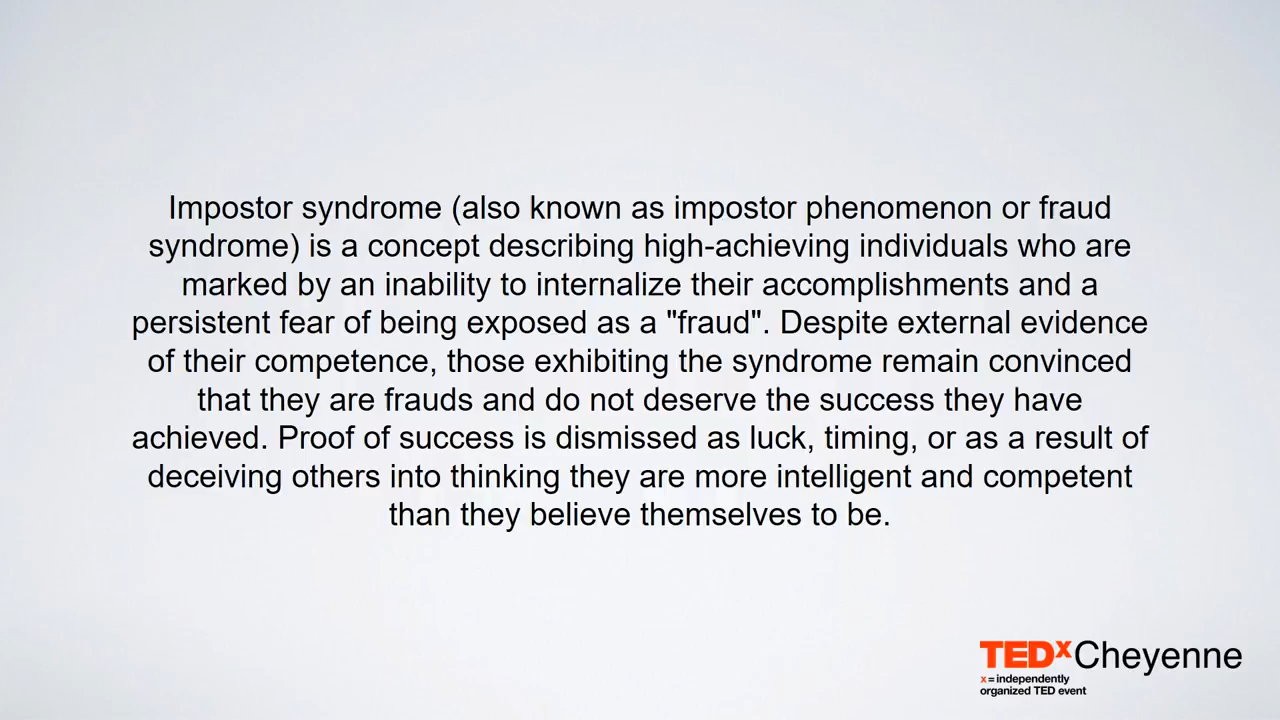 Impostor syndrome (also known as impostor phenomenon or fraud
syndrome) is a concept describing high-achieving individuals who are
marked by an inability to internalize their accomplishments and a
persistent fear of being exposed as a "fraud". Despite external evidence
of their competence, those exhibiting the syndrome remain convinced
that they are frauds and do not deserve the success they have
achieved. Proof of success is dismissed as luck, timing, or as a result of
deceiving others into thinking they are more intelligent and competent
than they believe themselves to be.
TEDxCheyenne
x = independently
organized TED event